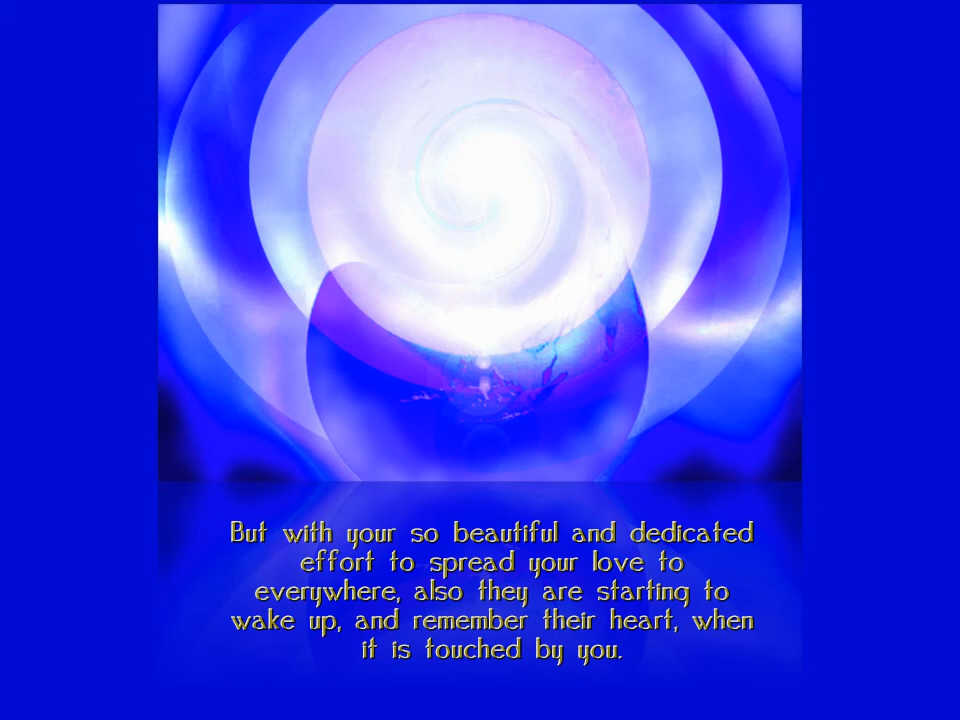 But with your so beautiful and dedicated
effort to spread your love to
everywhere, also they are starting to
wake up, and remember their heart, when
it is touched by you.